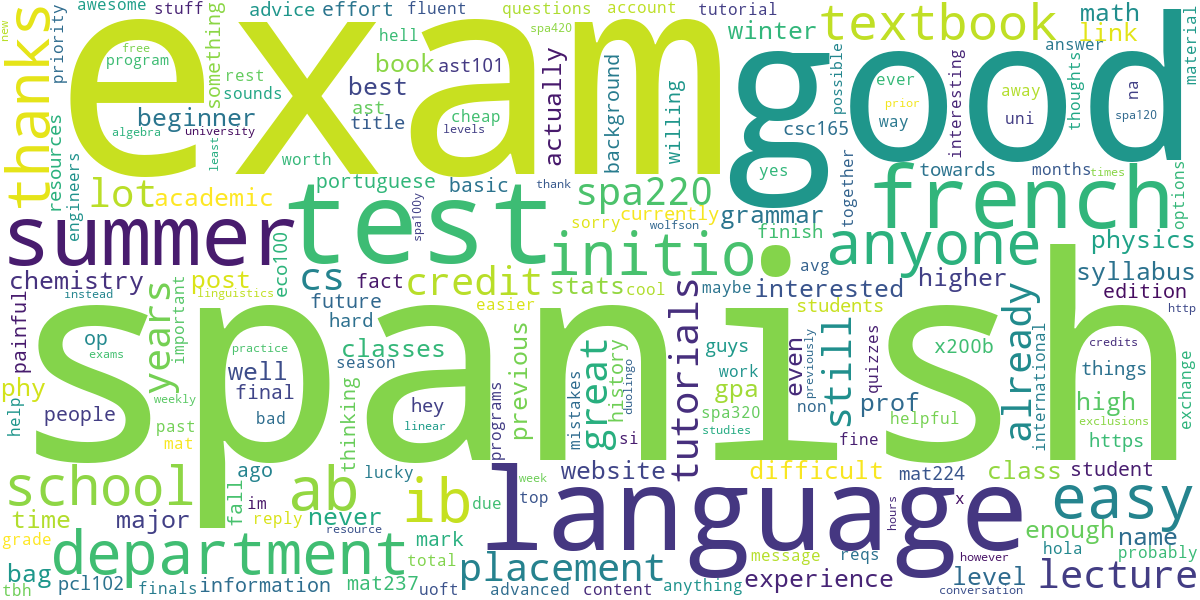 awesome
stuff
advice
effort
fluent
questions
account
tutorial
new
thanks
priority
free
program
exam
something
hell
spa420
winter
textbook
math
link
good
answer
material
rest
sounds
book
ast101
best
ast
title
cheap
levels
actually
background
willing
possible
ever
way
prior
interesting
away
uni
thoughts
na
spa120
resources
engineers
beginner
algebra
university
least
csc165
worth
yes
lot
academic
portuguese
basic
thank
spa220
together
towards
months
times
french
options
summer
test
spa100y
sorry
currently
wolfson
grammar
finish
initio
anyone
physics
eco100
chemistry
post
cs
fact
credit
stats
cool
avg
maybe
interested
higher
syllabus
instead
linguistics
future
easier
students
edition
http
painful
years
important
op
exams
practice
hard
season
classes
previous
great
history
duolingo
mistakes
tutorials
guys
gpa
work
even
previously
still
quizzes
x200b
already
international
credits
things
spanish
phy
well
final
thinking
hey
programs
spa320
studies
non
prof
helpful
high
exclusions
https
exchange
help
people
weekly
past
mat
bad
linear
si
fine
school
fall
ago
im
ab
lucky
ib
week
due
top
website
language
difficult
mat224
class
student
x
hours
easy
time
major
reply
never
resource
mark
enough
name
grade
department
total
placement
message
reqs
however
hola
probably
bag
tbh
pcl102
finals
information
mat237
uoft
advanced
content
anything
experience
level
conversation
lecture